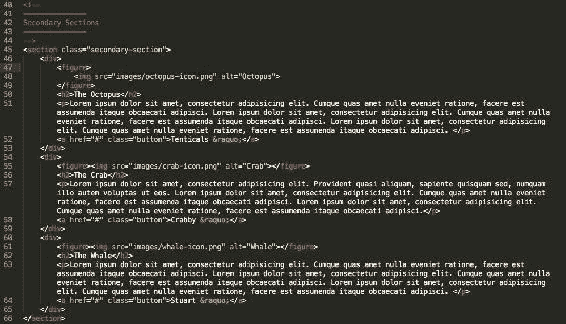 40 <!--
41 ================
42 Secondary Sections
43 ================
44 -->
45 <section class="secondary-section">
46 <div>
47 <figure>
48 <img src="images/octopus-icon.png" alt="Octopus">
49 </figure>
50 <h2>The Octopus</h2>
51 <p>Lorem ipsum dolor sit amet, consectetur adipisicing elit. Cumque quas amet nulla eveniet ratione, facere est
assumenda itaque obcaecati adipisci. Lorem ipsum dolor sit amet, consectetur adipisicing elit. Cumque quas amet nulla
eveniet ratione, facere est assumenda itaque obcaecati adipisci. Lorem ipsum dolor sit amet, consectetur adipisicing
elit. Cumque quas amet nulla eveniet ratione, facere est assumenda itaque obcaecati adipisci. </p>
52 <a href="#" class="button">Tenticals &raquo;</a>
53 </div>
54 <div>
55 <figure><img src="images/crab-icon.png" alt="Crab"></figure>
56 <h2>The Crab</h2>
57 <p>Lorem ipsum dolor sit amet, consectetur adipisicing elit. Provident quasi aliquam, sapiente quisquam sed, numquam
illo autem voluptas ut eos. Lorem ipsum dolor sit amet, consectetur adipisicing elit. Cumque quas amet nulla eveniet
ratione, facere est assumenda itaque obcaecati adipisci. Lorem ipsum dolor sit amet, consectetur adipisicing elit.
Cumque quas amet nulla eveniet ratione, facere est assumenda itaque obcaecati adipisci.</p>
58 <a href="#" class="button">Crabby &raquo;</a>
59 </div>
60 <div>
61 <figure><img src="images/whale-icon.png" alt="Whale"></figure>
62 <h2>The Whale</h2>
63 <p>Lorem ipsum dolor sit amet, consectetur adipisicing elit. Cumque quas amet nulla eveniet ratione, facere est
assumenda itaque obcaecati adipisci. Lorem ipsum dolor sit amet, consectetur adipisicing elit. Cumque quas amet nulla
eveniet ratione, facere est assumenda itaque obcaecati adipisci. Lorem ipsum dolor sit amet, consectetur adipisicing
elit. Cumque quas amet nulla eveniet ratione, facere est assumenda itaque obcaecati adipisci. </p>
64 <a href="#" class="button">Stuart &raquo;</a>
65 </div>
66 </section>